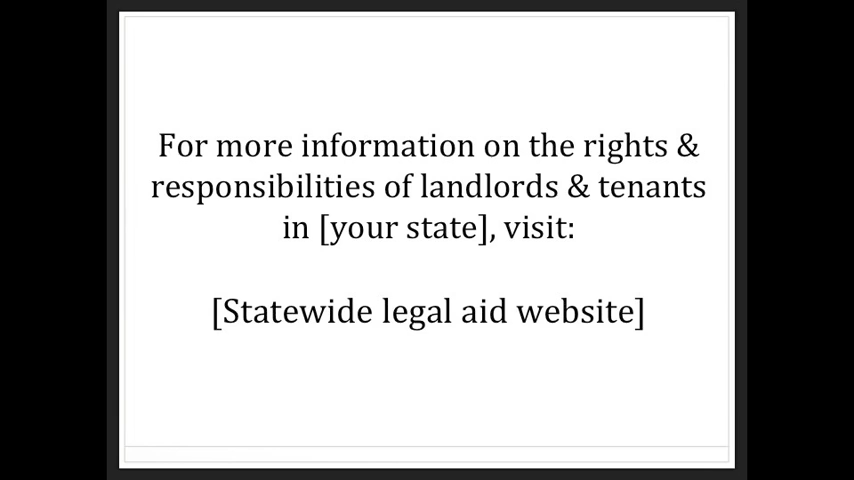 For more information on the rights &
responsibilities of landlords & tenants
in [your state], visit:
[Statewide legal aid website]